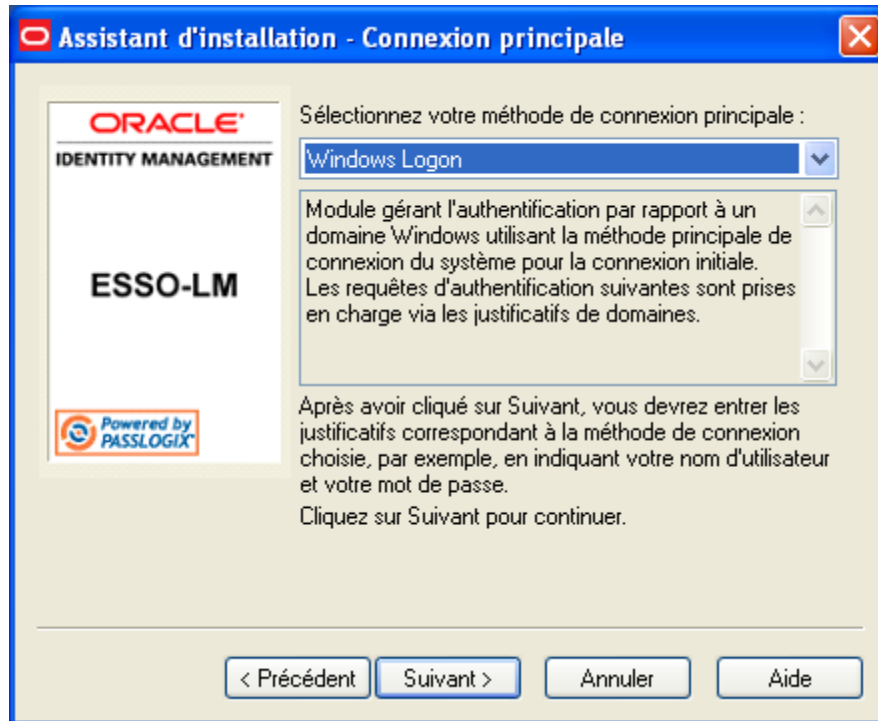 Assistant d'installation - Connexion principale
ORACLE
IDENTITY MANAGEMENT
ESSO-LM
Powered by
PASSLOGIX
Sélectionnez votre méthode de connexion principale :
Windows Logon
Module gérant l'authentification par rapport à un
domaine Windows utilisant la méthode principale de
connexion du système pour la connexion initiale.
Les requêtes d'authentification suivantes sont prises
en charge via les justificatifs de domaines.
Après avoir cliqué sur Suivant, vous devrez entrer les
justificatifs correspondant à la méthode de connexion
choisie, par exemple, en indiquant votre nom d'utilisateur
et votre mot de passe.
Cliquez sur Suivant pour continuer.
< Précédent
Suivant >
Annuler
Aide